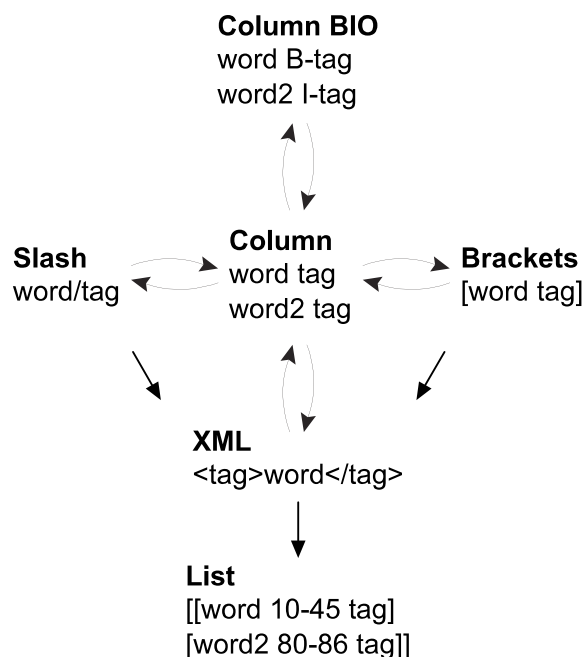 Column BIO
word B-tag
word2 I-tag
Slash
word/tag
Column
word tag
word2 tag
Brackets
[word tag]
XML
<tag>word</tag>
List
[[word 10-45 tag]
[word2 80-86 tag]]